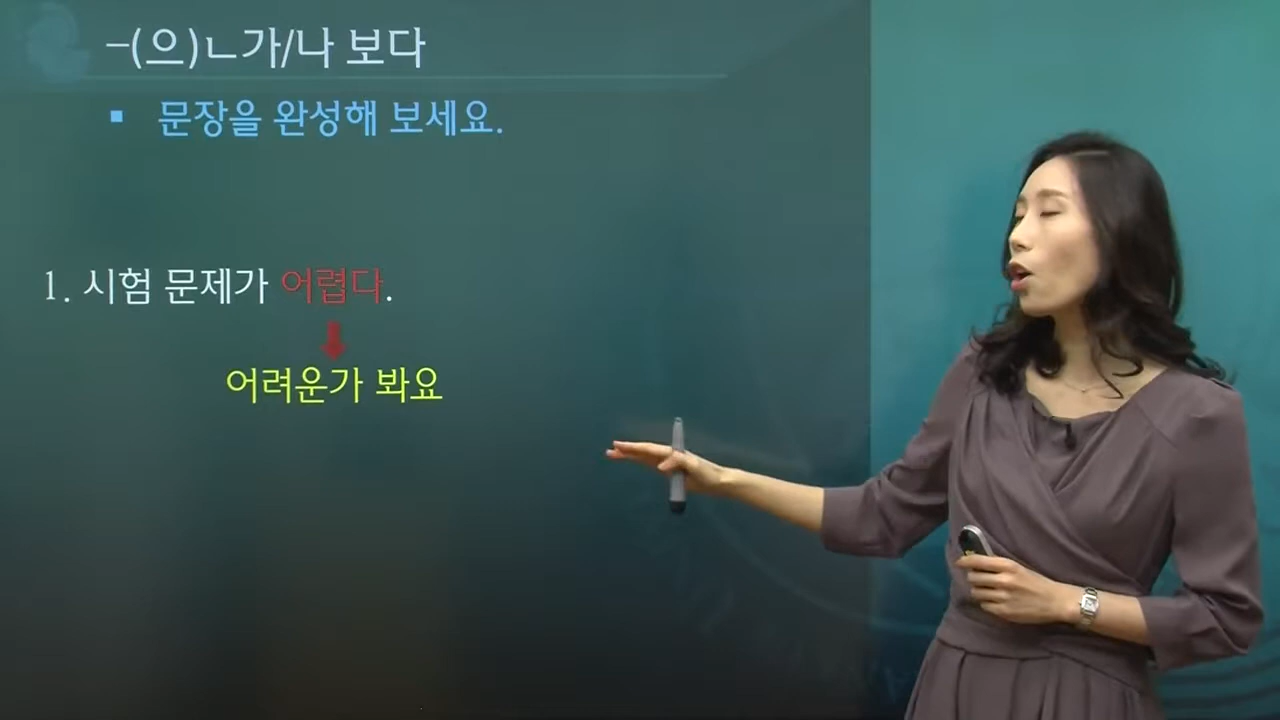 –(으)ㄴ가/나 보다
▪ 문장을 완성해 보세요.
1. 시험 문제가 어렵다.
어려운가 봐요